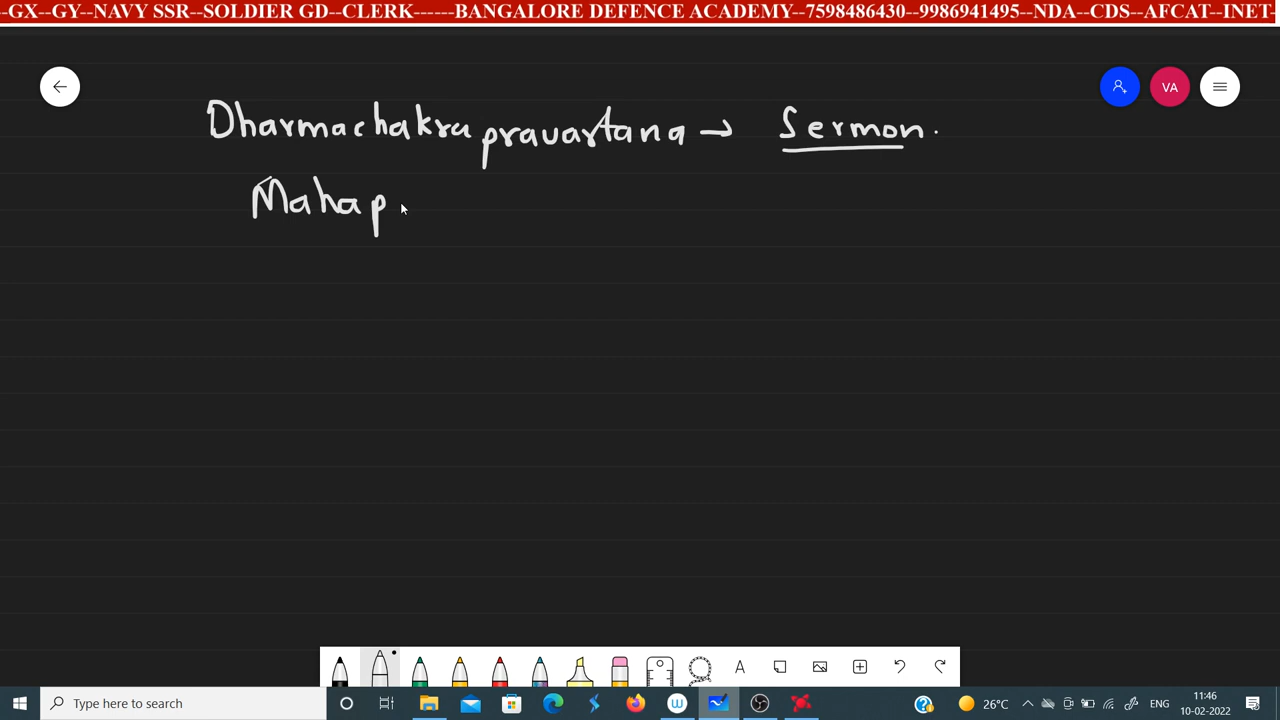 --GX--GY--NAVY SSR--SOLDIER GD--CLERK------BANGALORE DEFENCE ACADEMY--7598486430--9986941495--NDA--CDS--AFCAT--INET-
VA
Dharmachakra pravartana → Sermon.
Mahap
A
Type here to search
26°C
ENG
11:46
10-02-2022